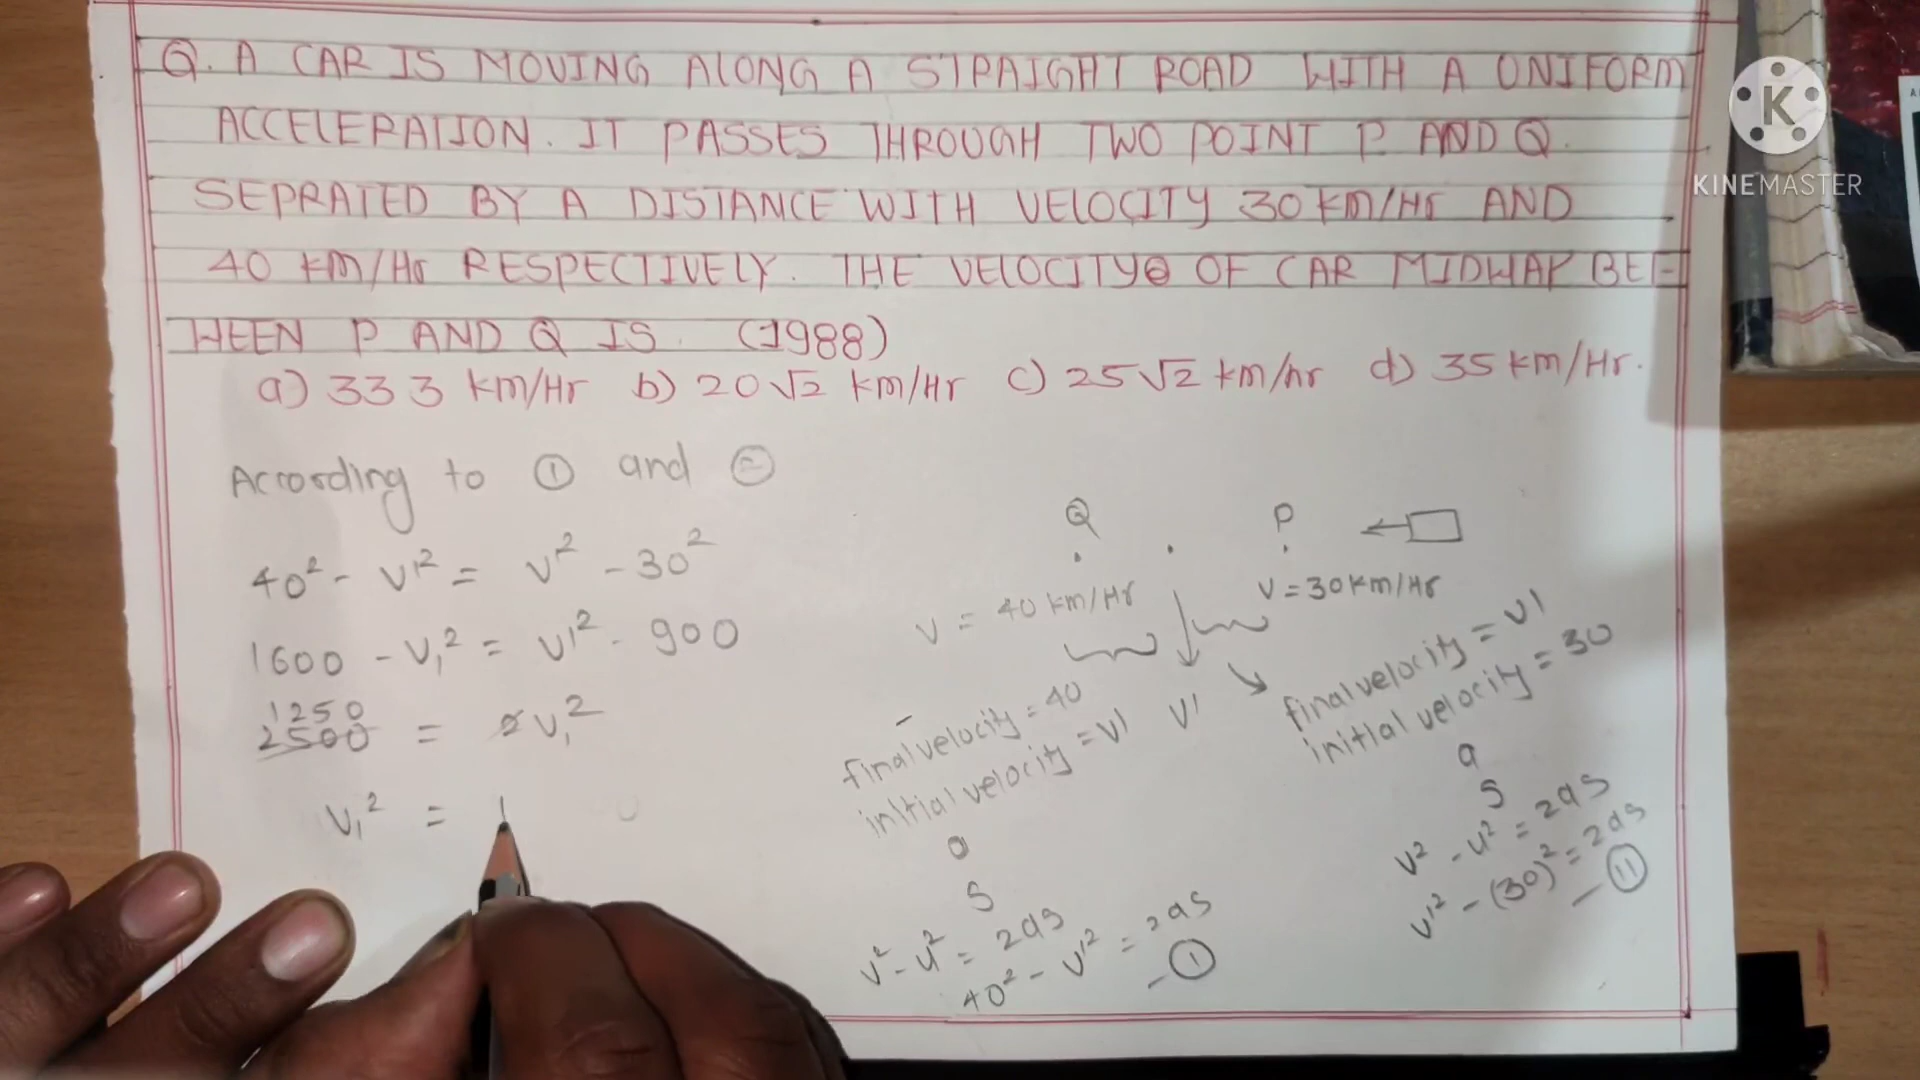 Q. A CAR IS MOVING ALONG A STRAIGHT ROAD WITH A UNIFORM
ACCELERATION. IT PASSES THROUGH TWO POINT P AND Q.
SEPRATED BY A DISTANCE WITH VELOCITY 30 KM/Hr AND
40 KM/Hr RESPECTIVELY. THE VELOCITY OF CAR MIDWAY BET
WEEN P AND Q IS. (1988)
a) 33 3 KM/Hr b) 20√2 KM/Hr c) 25√2 km/hr d) 35 KM/Hr.
KINEMASTER
According to ① and ②
40² - V'² = V² - 30²
1600 - V₁² = V'² - 900
1250
2500 = 2V₁²
V₁² = 1
Q P
V = 40 KM/Hr
V = 30 KM/Hr
V'
final velocity = 40
initial velocity = V'
a
S
V² - U² = 2as
40² - V'² = 2as
- ①
final velocity = V'
initial velocity = 30
a
S
V² - U² = 2as
V'² - (30)² = 2as
- ⑪